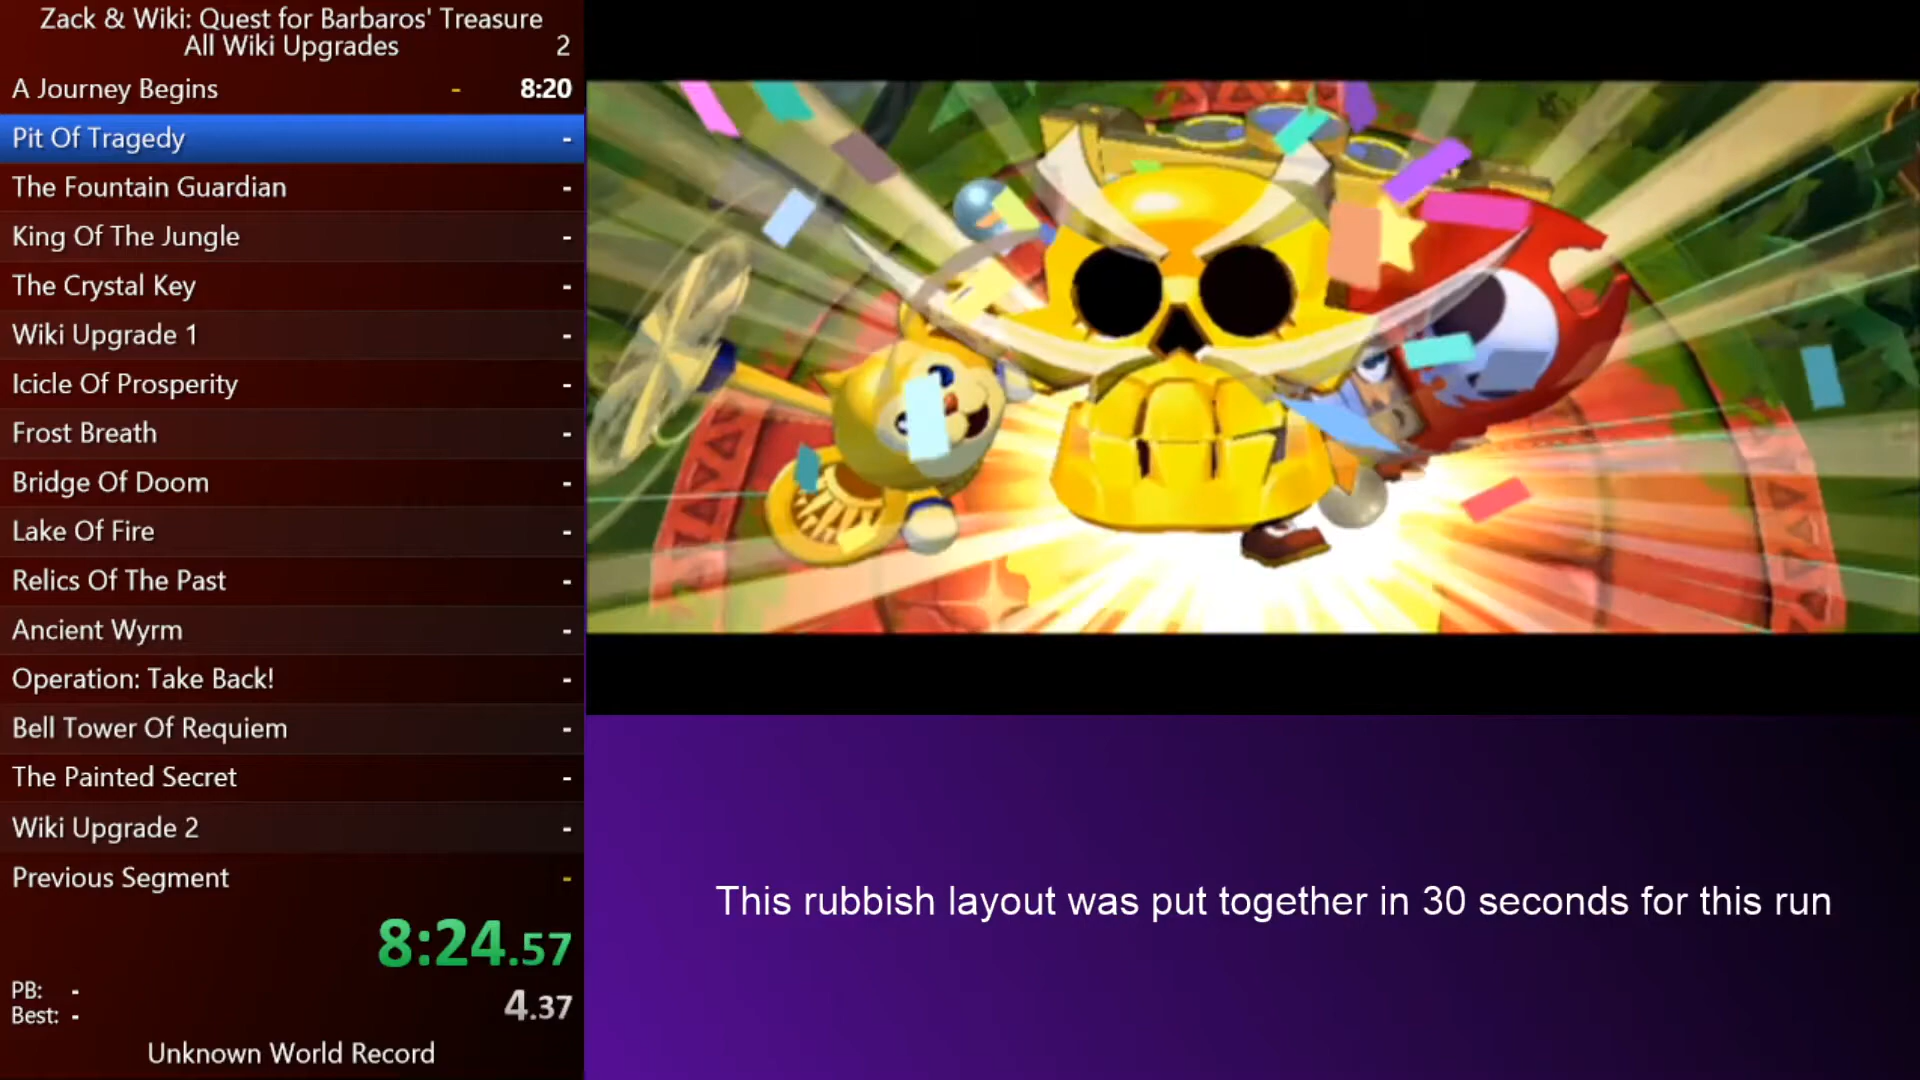 Zack & Wiki: Quest for Barbaros' Treasure
All Wiki Upgrades 2
A Journey Begins - 8:20
Pit Of Tragedy -
The Fountain Guardian -
King Of The Jungle -
The Crystal Key -
Wiki Upgrade 1 -
Icicle Of Prosperity -
Frost Breath -
Bridge Of Doom -
Lake Of Fire -
Relics Of The Past -
Ancient Wyrm -
Operation: Take Back! -
Bell Tower Of Requiem -
The Painted Secret -
Wiki Upgrade 2 -
Previous Segment -
8:24.57
PB: -
Best: -
4.37
Unknown World Record
This rubbish layout was put together in 30 seconds for this run